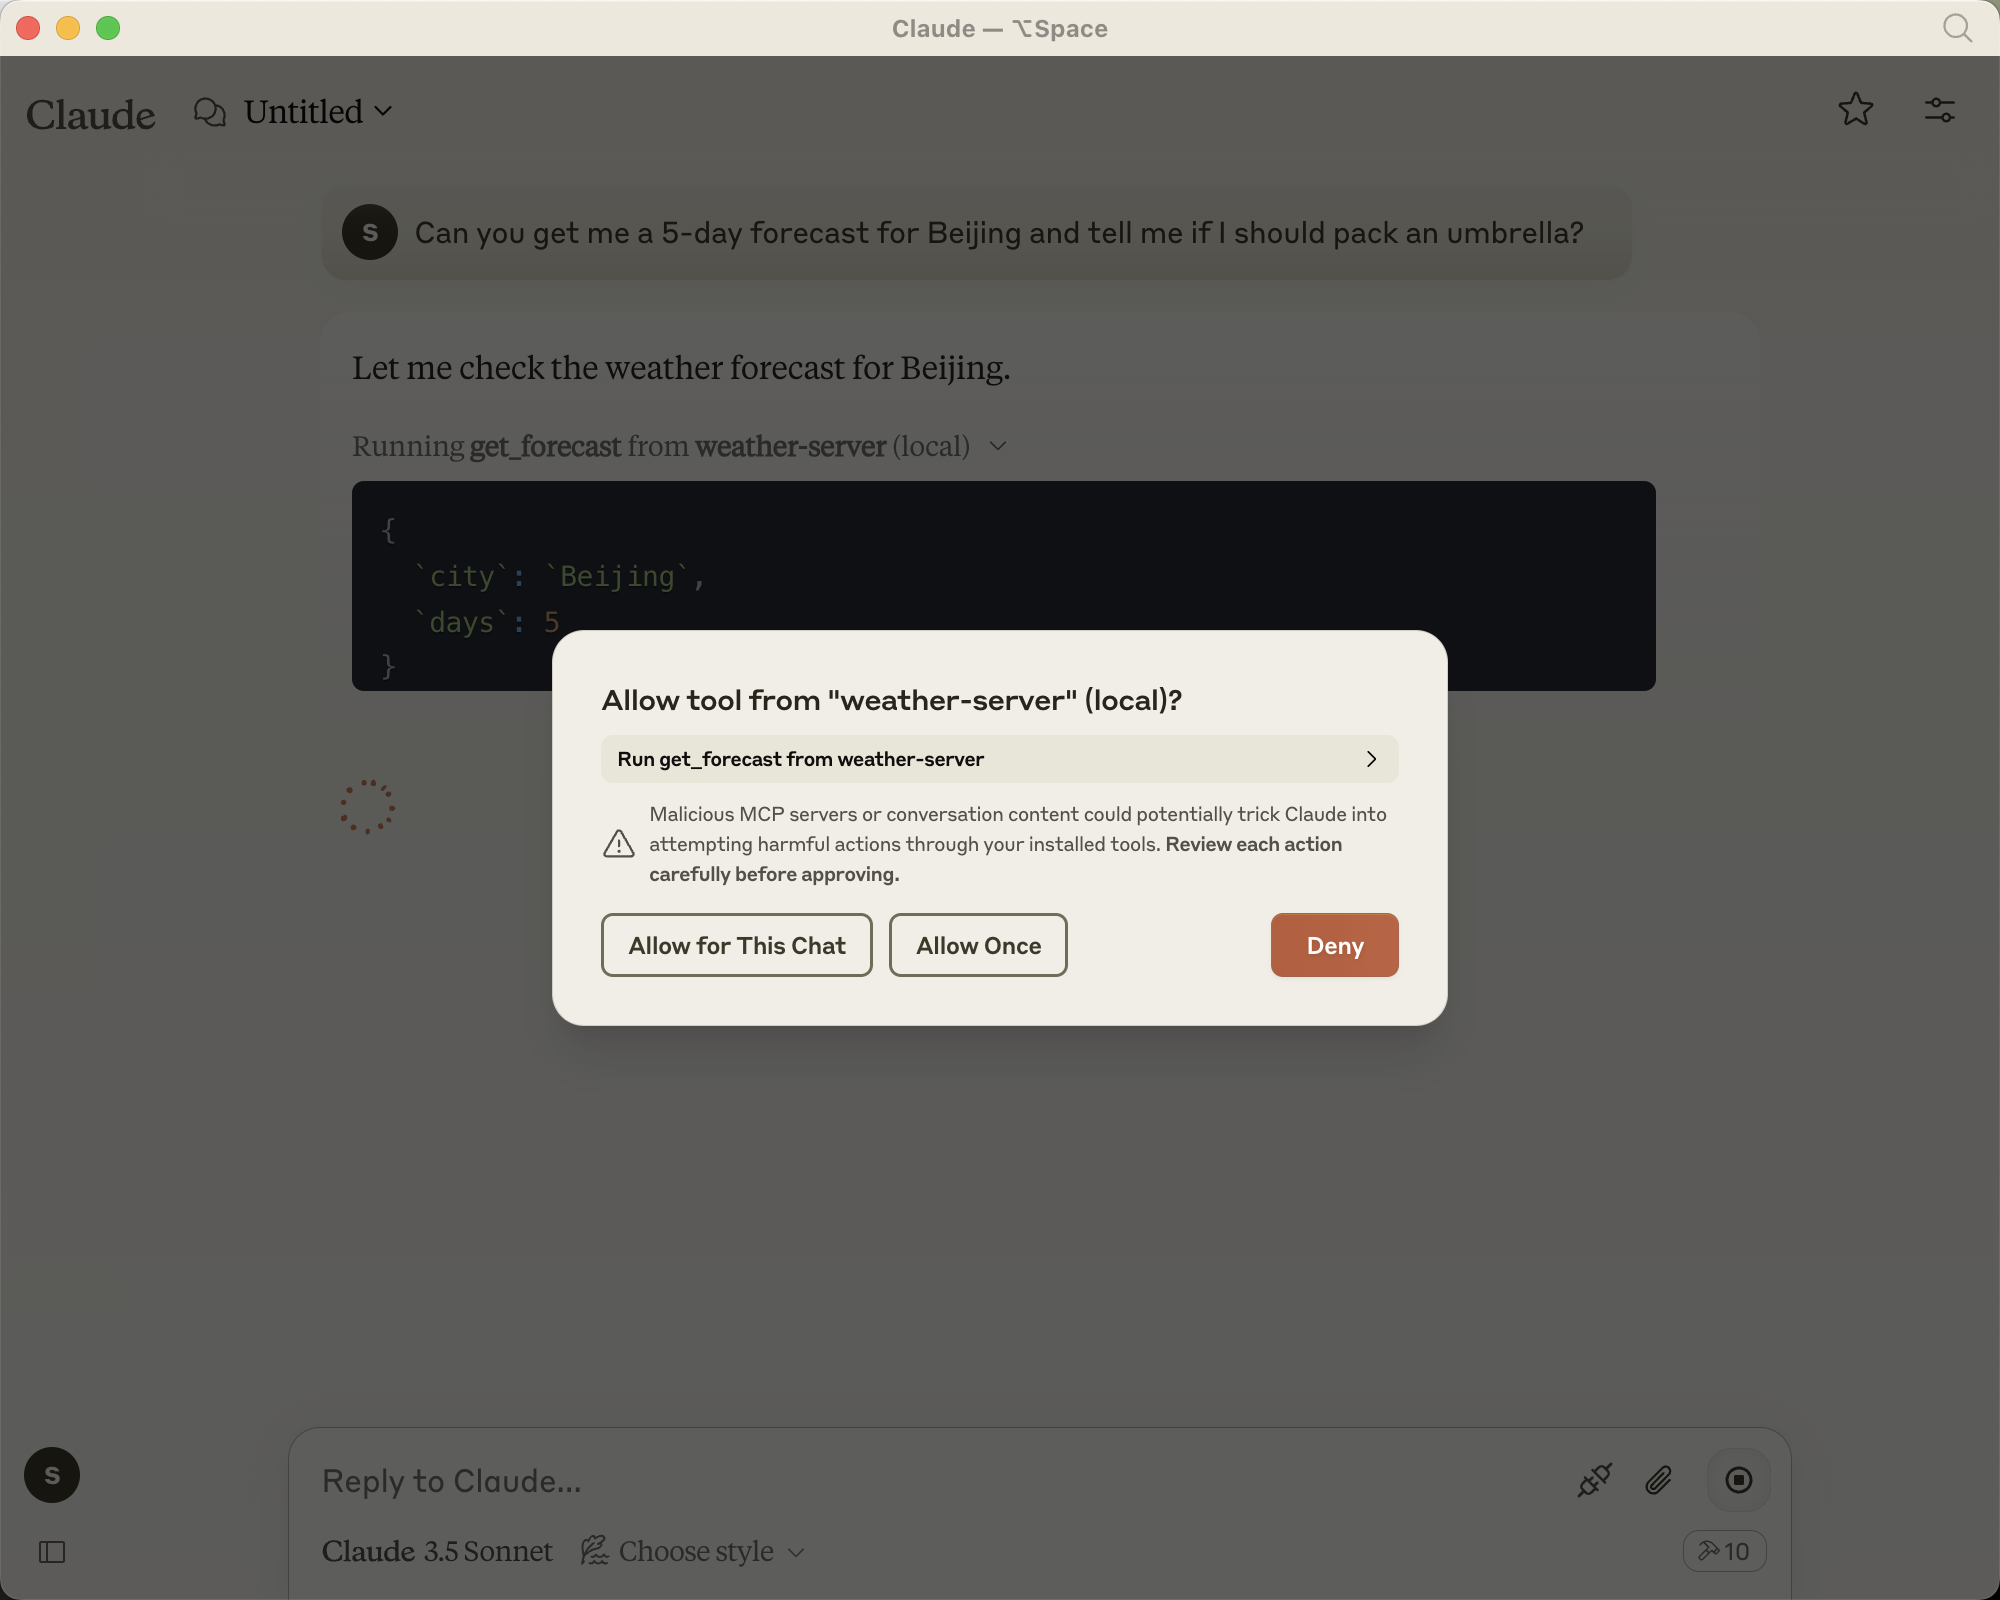 Claude — ⌥Space
Claude
Untitled
S
Can you get me a 5-day forecast for Beijing and tell me if I should pack an umbrella?
Let me check the weather forecast for Beijing.
Running get_forecast from weather-server (local)
{
`city`: `Beijing`,
`days`: 5
}
Allow tool from "weather-server" (local)?
Run get_forecast from weather-server
Malicious MCP servers or conversation content could potentially trick Claude into
attempting harmful actions through your installed tools. Review each action
carefully before approving.
Allow for This Chat
Allow Once
Deny
S
Reply to Claude...
Claude 3.5 Sonnet
Choose style
10